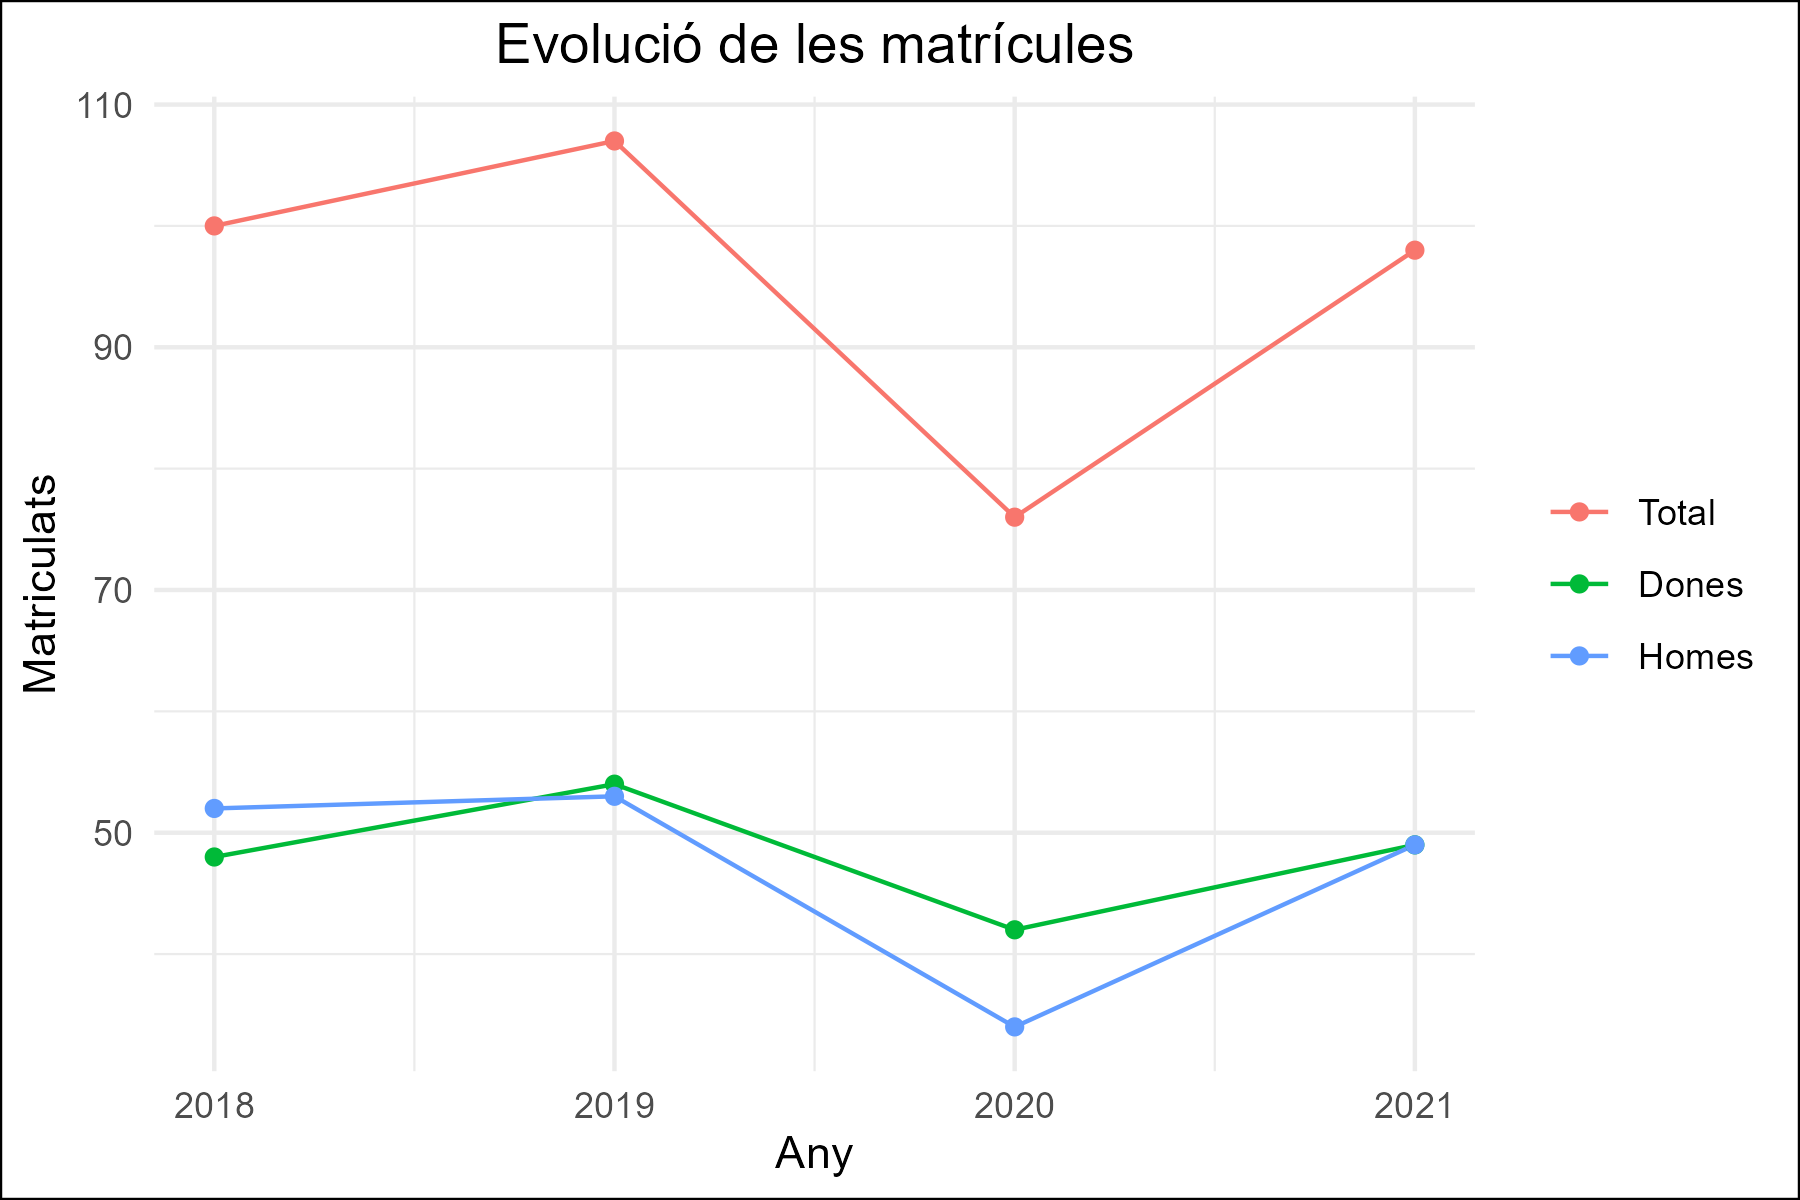 Evolució de les matrícules
110
90
70
50
Matriculats
2018 2019 2020 2021
Any
Total
Dones
Homes